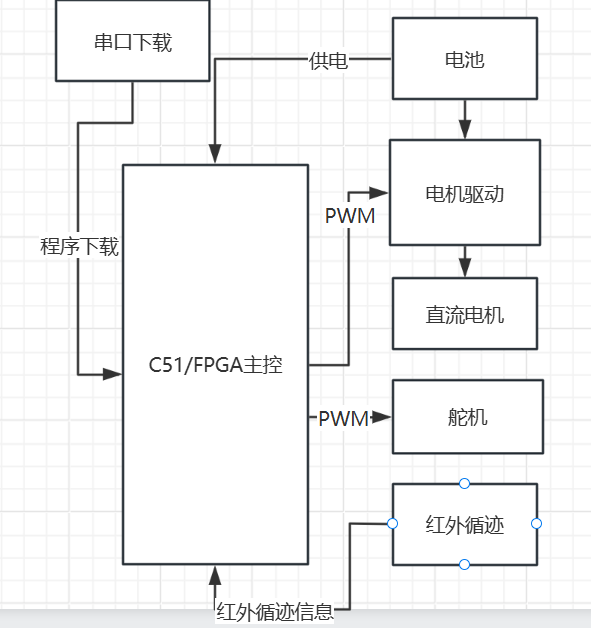 串口下载
供电
电池
电机驱动
PWM
程序下载
直流电机
C51/FPGA主控
PWM
舵机
红外循迹
红外循迹信息